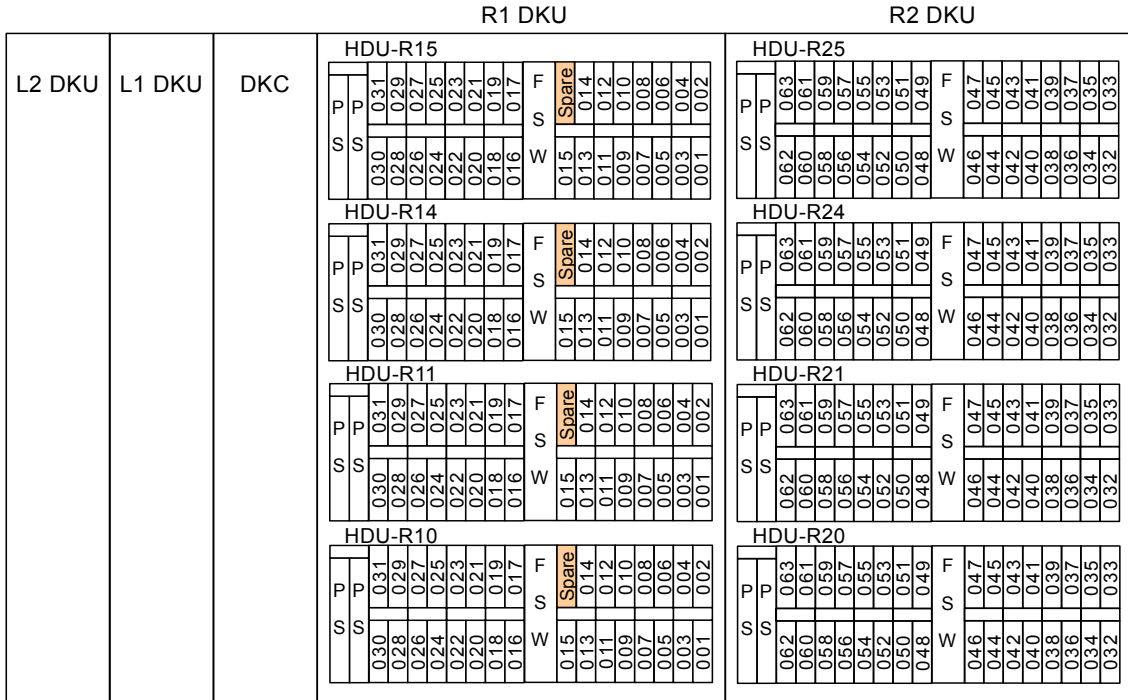 R1 DKU R2 DKU
L2 DKU L1 DKU DKC
HDU-R15 HDU-R25
P P 031 029 027 025 023 021 019 017 F Spare 014 012 010 008 006 004 002 P P 063 061 059 057 055 053 051 049 F 047 045 043 041 039 037 035 033
S S 030 028 026 024 022 020 018 016 S W 015 013 011 009 007 005 003 001 S S 062 060 058 056 054 052 050 048 S W 046 044 042 040 038 036 034 032
HDU-R14 HDU-R24
P P 031 029 027 025 023 021 019 017 F Spare 014 012 010 008 006 004 002 P P 063 061 059 057 055 053 051 049 F 047 045 043 041 039 037 035 033
S S 030 028 026 024 022 020 018 016 S W 015 013 011 009 007 005 003 001 S S 062 060 058 056 054 052 050 048 S W 046 044 042 040 038 036 034 032
HDU-R11 HDU-R21
P P 031 029 027 025 023 021 019 017 F Spare 014 012 010 008 006 004 002 P P 063 061 059 057 055 053 051 049 F 047 045 043 041 039 037 035 033
S S 030 028 026 024 022 020 018 016 S W 015 013 011 009 007 005 003 001 S S 062 060 058 056 054 052 050 048 S W 046 044 042 040 038 036 034 032
HDU-R10 HDU-R20
P P 031 029 027 025 023 021 019 017 F Spare 014 012 010 008 006 004 002 P P 063 061 059 057 055 053 051 049 F 047 045 043 041 039 037 035 033
S S 030 028 026 024 022 020 018 016 S W 015 013 011 009 007 005 003 001 S S 062 060 058 056 054 052 050 048 S W 046 044 042 040 038 036 034 032